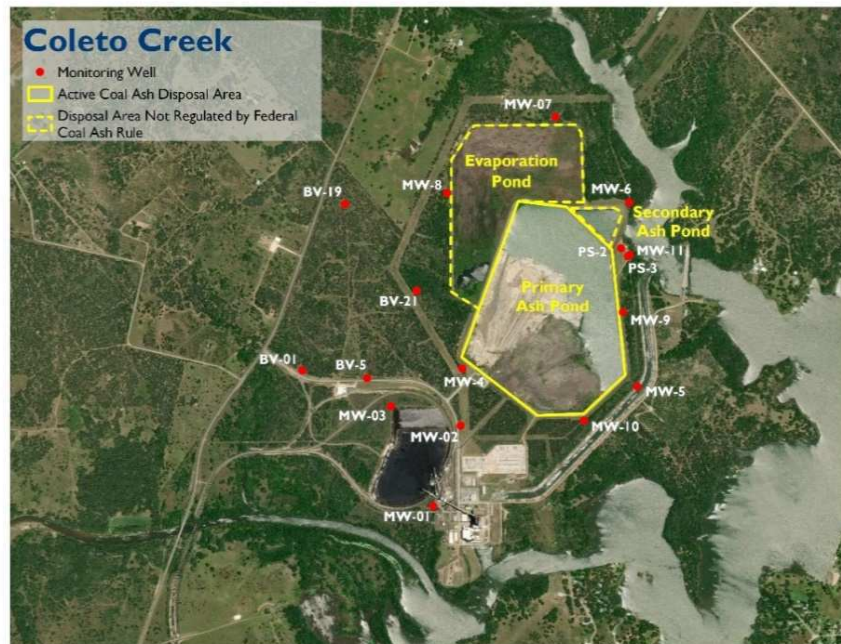 Coleto Creek
Monitoring Well
Active Coal Ash Disposal Area
Disposal Area Not Regulated by Federal
Coal Ash Rule
MW-07
Evaporation
Pond
MW-8
BV-19
MW-6
Secondary
Ash Pond
PS-2
MW-11
PS-3
BV-21
Primary
Ash Pond
MW-9
BV-01
BV-5
MW-4
MW-5
MW-03
MW-02
MW-10
MW-01